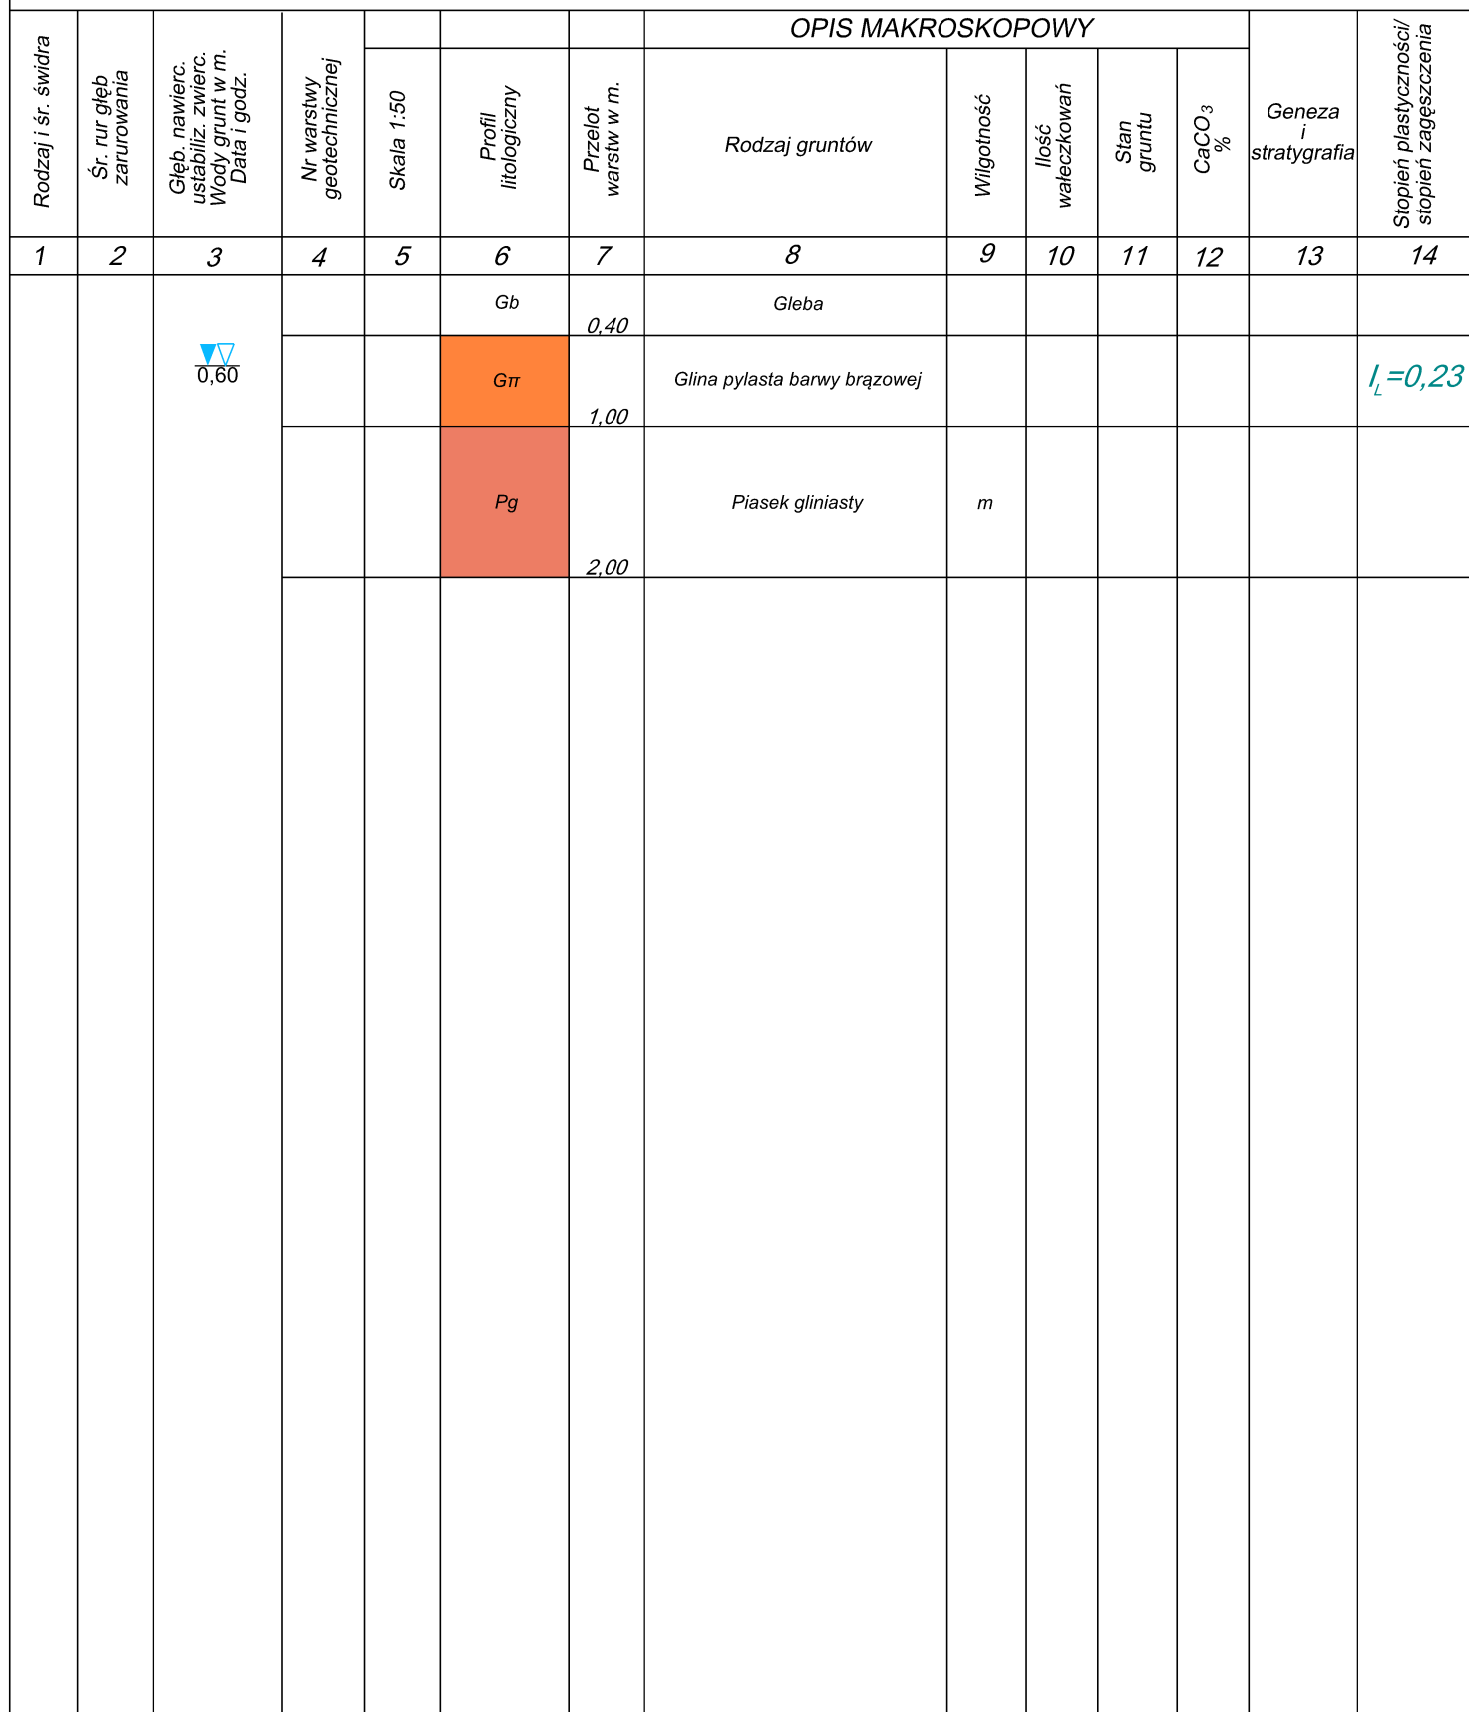 OPIS MAKROSKOPOWY
Rodzaj i śr. świdra
Śr. rur głęb
zarurowania
Głęb. nawierc.
ustabiliz. zwierc.
Wody grunt w m.
Data i godz.
Nr warstwy
geotechnicznej
Skala 1:50
Profil
litologiczny
Przelot
warstw w m.
Rodzaj gruntów
Wilgotność
Ilość
wałeczkowań
Stan
gruntu
CaCO3
%
Geneza
i
stratygrafia
Stopień plastyczności/
stopień zagęszczenia
1 2 3 4 5 6 7 8 9 10 11 12 13 14
Gb Gleba
0,40
0,60 Gπ Glina pylasta barwy brązowej IL=0,23
1,00
Pg Piasek gliniasty m
2,00